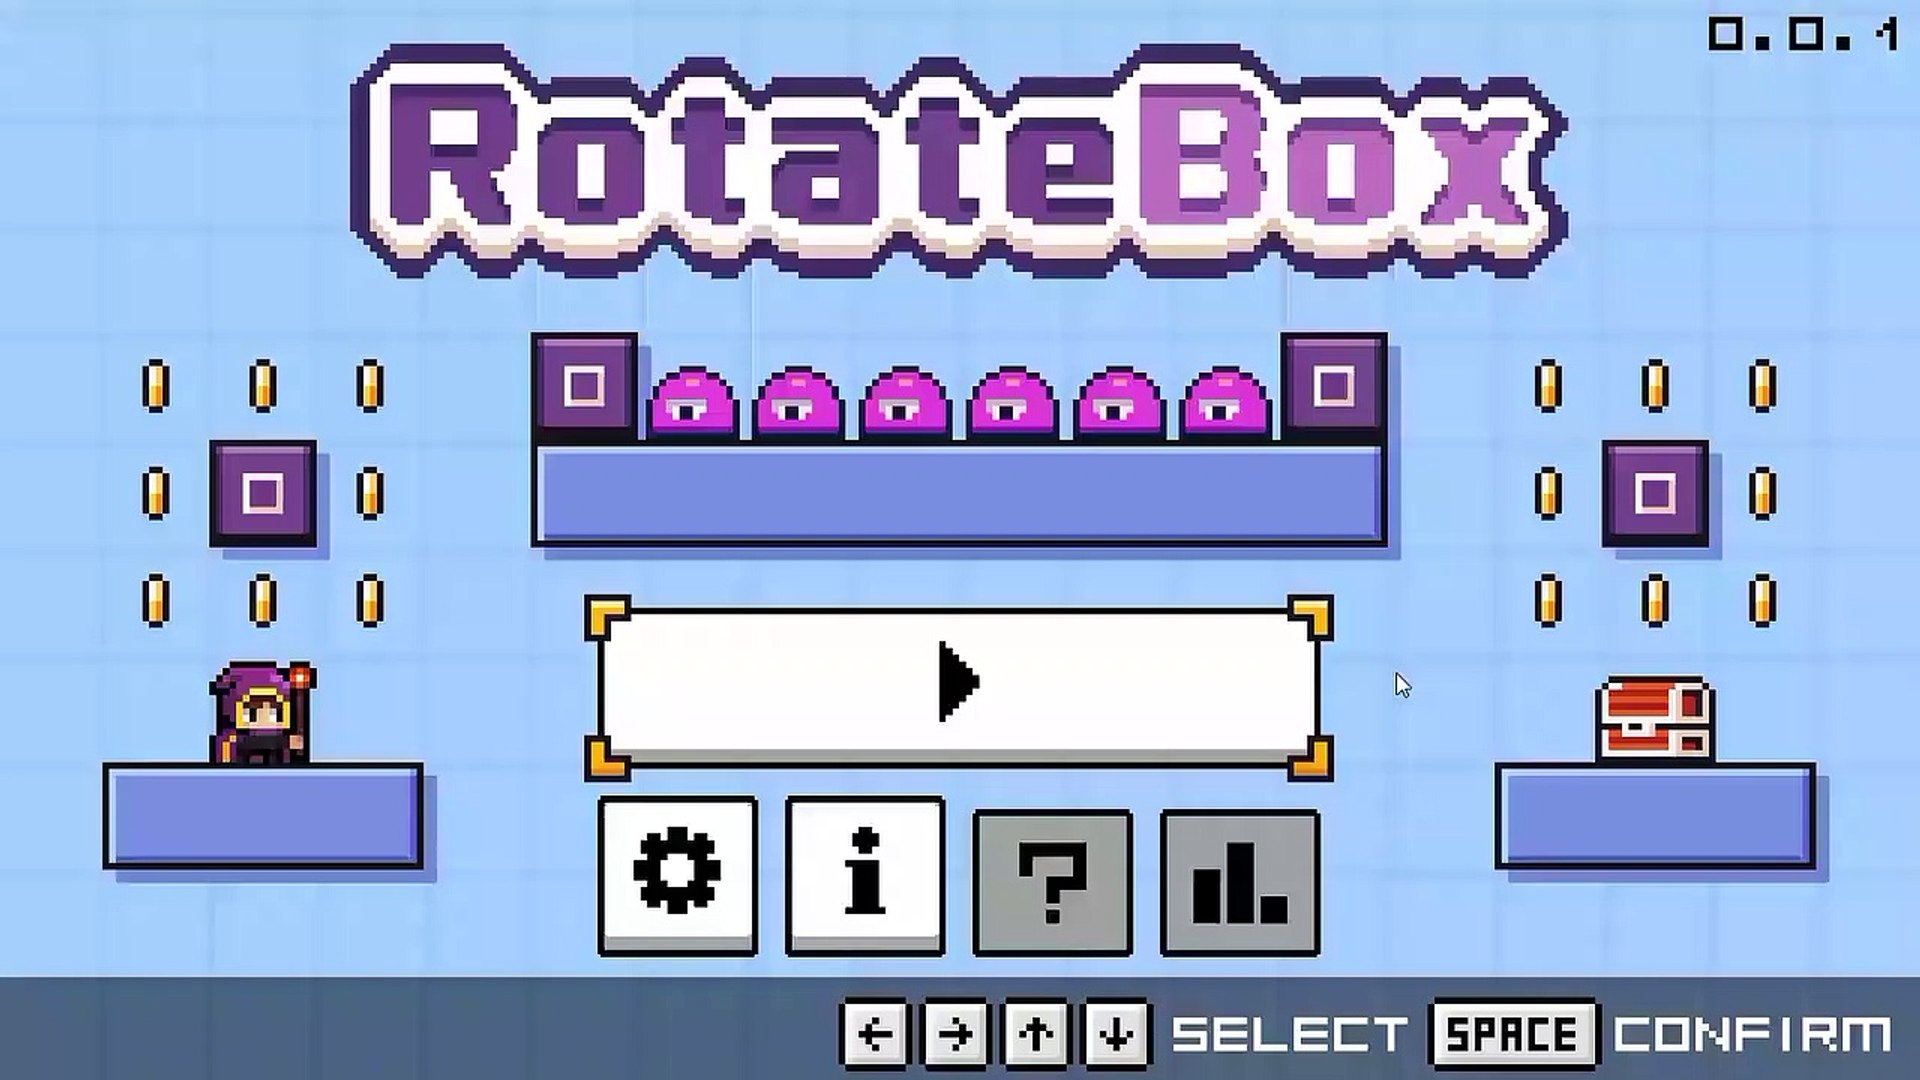 0.0.1
RotateBox
i
?
← → ↑ ↓ SELECT SPACE CONFIRM